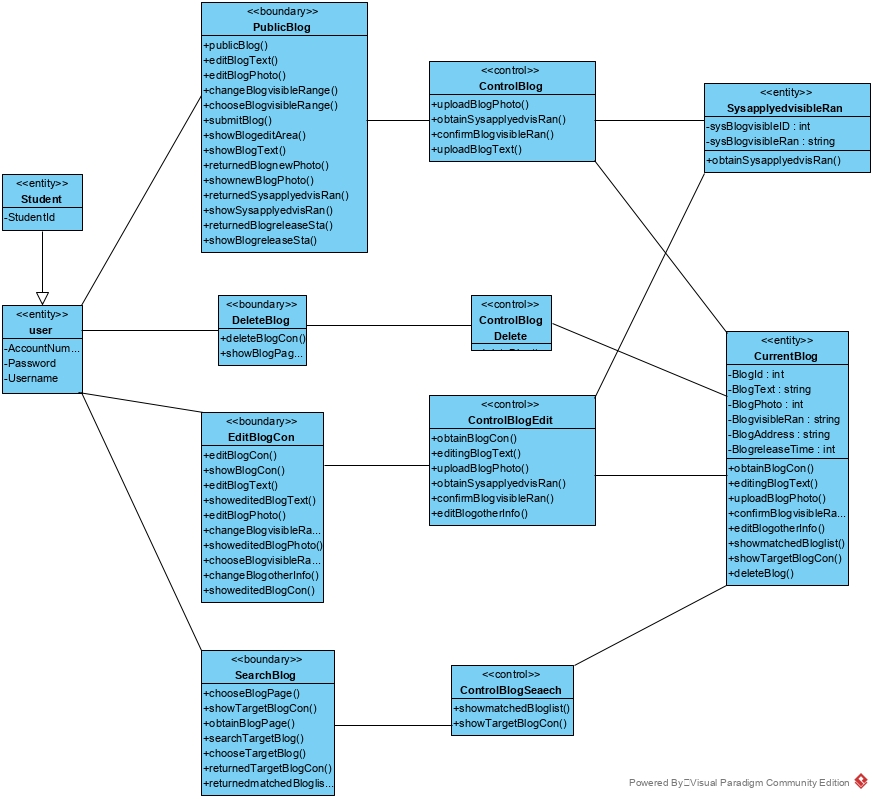 <<boundary>>
PublicBlog
+publicBlog()
+editBlogText()
+editBlogPhoto()
+changeBlogvisibleRange()
+chooseBlogvisibleRange()
+submitBlog()
+showBlogeditArea()
+showBlogText()
+returnedBlognewPhoto()
+shownewBlogPhoto()
+returnedSysapplyedvisRan()
+showSysapplyedvisRan()
+returnedBlogreleaseSta()
+showBlogreleaseSta()
<<control>>
ControlBlog
+uploadBlogPhoto()
+obtainSysapplyedvisRan()
+confirmBlogvisibleRan()
+uploadBlogText()
<<entity>>
SysapplyedvisibleRan
-sysBlogvisibleID : int
-sysBlogvisibleRan : string
+obtainSysapplyedvisRan()
<<entity>>
Student
-StudentId
<<entity>>
user
-AccountNum...
-Password
-Username
<<boundary>>
DeleteBlog
+deleteBlogCon()
+showBlogPag...
<<control>>
ControlBlog
Delete
<<entity>>
CurrentBlog
-BlogId : int
-BlogText : string
-BlogPhoto : int
-BlogvisibleRan : string
-BlogAddress : string
-BlogreleaseTime : int
+obtainBlogCon()
+editingBlogText()
+uploadBlogPhoto()
+confirmBlogvisibleRa...
+editBlogotherInfo()
+showmatchedBloglist()
+showTargetBlogCon()
+deleteBlog()
<<boundary>>
EditBlogCon
+editBlogCon()
+showBlogCon()
+editBlogText()
+showeditedBlogText()
+editBlogPhoto()
+changeBlogvisibleRa...
+showeditedBlogPhoto()
+chooseBlogvisibleRa...
+changeBlogotherInfo()
+showeditedBlogCon()
<<control>>
ControlBlogEdit
+obtainBlogCon()
+editingBlogText()
+uploadBlogPhoto()
+obtainSysapplyedvisRan()
+confirmBlogvisibleRan()
+editBlogotherInfo()
<<boundary>>
SearchBlog
+chooseBlogPage()
+showTargetBlogCon()
+obtainBlogPage()
+searchTargetBlog()
+chooseTargetBlog()
+returnedTargetBlogCon()
+returnedmatchedBloglis...
<<control>>
ControlBlogSeaech
+showmatchedBloglist()
+showTargetBlogCon()
Powered By Visual Paradigm Community Edition